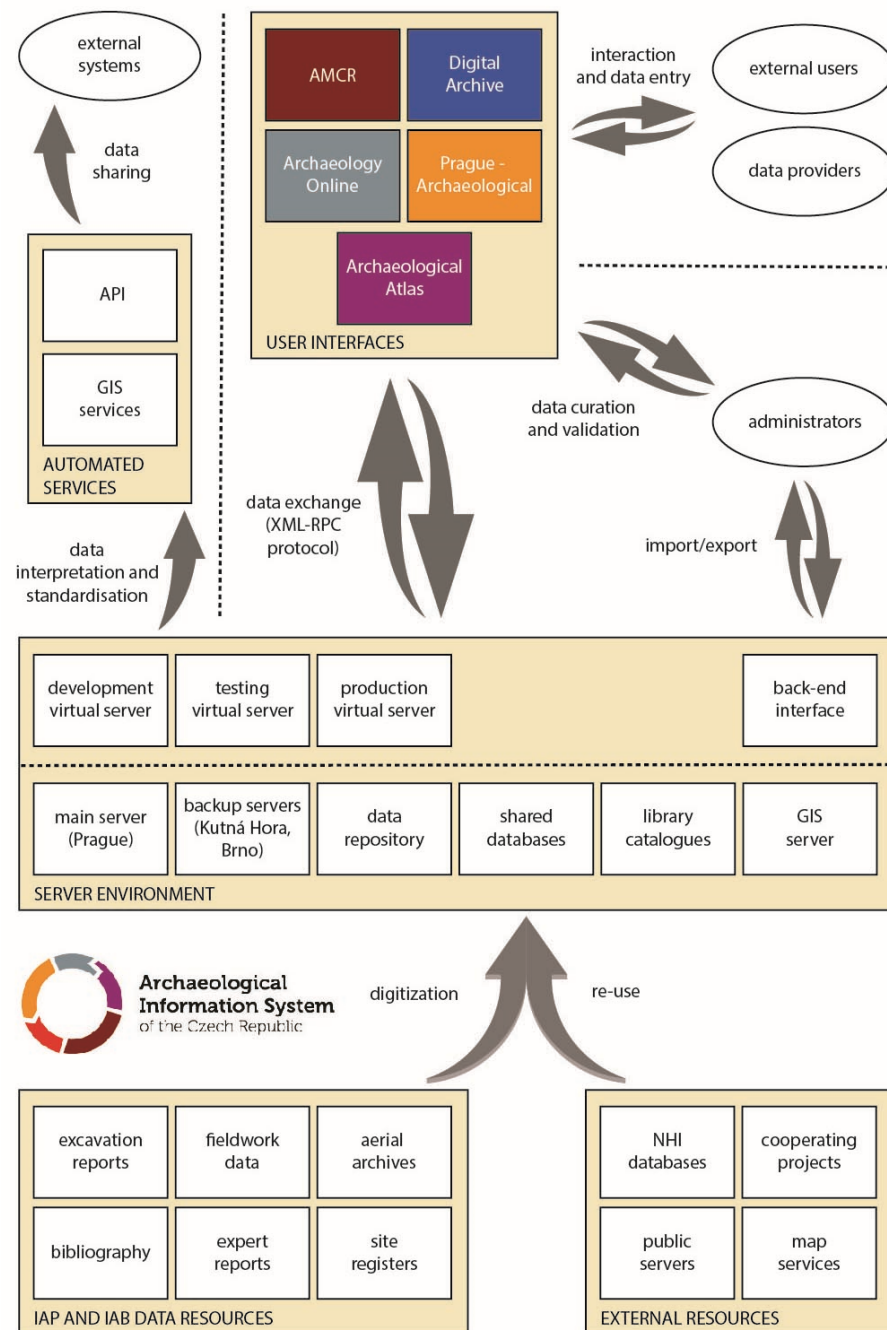 external
systems
data
sharing
API
GIS
services
AUTOMATED
SERVICES
data
interpretation and
standardisation
AMCR
Digital
Archive
Archaeology
Online
Prague -
Archaeological
Archaeological
Atlas
USER INTERFACES
interaction
and data entry
external users
data providers
data curation
and validation
administrators
data exchange
(XML-RPC
protocol)
import/export
development
virtual server
testing
virtual server
production
virtual server
back-end
interface
main server
(Prague)
backup servers
(Kutná Hora,
Brno)
data
repository
shared
databases
library
catalogues
GIS
server
SERVER ENVIRONMENT
Archaeological
Information System
of the Czech Republic
digitization
re-use
excavation
reports
fieldwork
data
aerial
archives
bibliography
expert
reports
site
registers
IAP AND IAB DATA RESOURCES
NHI
databases
cooperating
projects
public
servers
map
services
EXTERNAL RESOURCES